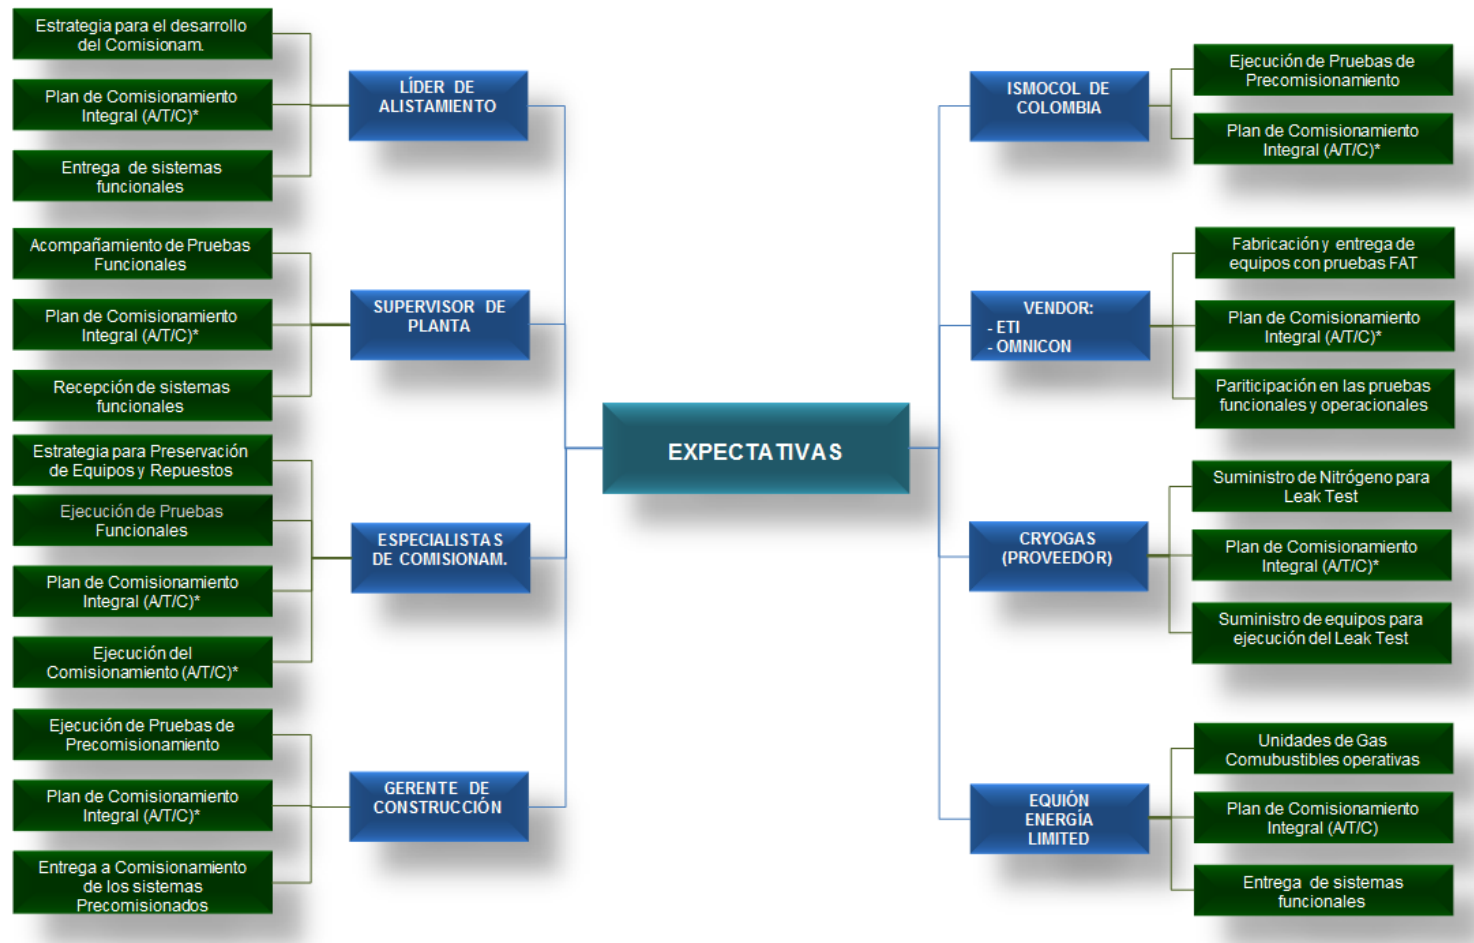 Estrategia para el desarrollo
del Comisionam.
Plan de Comisionamiento
Integral (A/T/C)*
Entrega de sistemas
funcionales
LÍDER DE
ALISTAMIENTO
Acompañamiento de Pruebas
Funcionales
Plan de Comisionamiento
Integral (A/T/C)*
Recepción de sistemas
funcionales
SUPERVISOR DE
PLANTA
Estrategia para Preservación
de Equipos y Repuestos
Ejecución de Pruebas
Funcionales
Plan de Comisionamiento
Integral (A/T/C)*
Ejecución del
Comisionamiento (A/T/C)*
ESPECIALISTAS
DE COMISIONAM.
Ejecución de Pruebas de
Precomisionamiento
Plan de Comisionamiento
Integral (A/T/C)*
Entrega a Comisionamiento
de los sistemas
Precomisionados
GERENTE DE
CONSTRUCCIÓN
EXPECTATIVAS
ISMOCOL DE
COLOMBIA
Ejecución de Pruebas de
Precomisionamiento
Plan de Comisionamiento
Integral (A/T/C)*
VENDOR:
- ETI
- OMNICON
Fabricación y entrega de
equipos con pruebas FAT
Plan de Comisionamiento
Integral (A/T/C)*
Pariticipación en las pruebas
funcionales y operacionales
CRYOGAS
(PROVEEDOR)
Suministro de Nitrógeno para
Leak Test
Plan de Comisionamiento
Integral (A/T/C)*
Suministro de equipos para
ejecución del Leak Test
EQUIÓN
ENERGÍA
LIMITED
Unidades de Gas
Comubustibles operativas
Plan de Comisionamiento
Integral (A/T/C)
Entrega de sistemas
funcionales